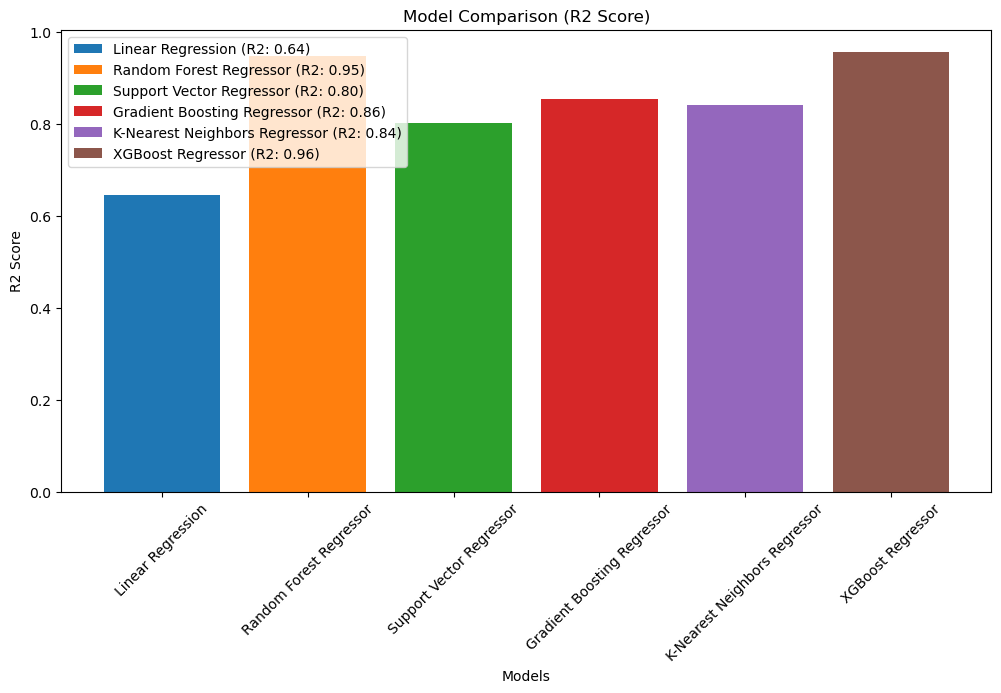 Model Comparison (R2 Score)
Linear Regression (R2: 0.64)
Random Forest Regressor (R2: 0.95)
Support Vector Regressor (R2: 0.80)
Gradient Boosting Regressor (R2: 0.86)
K-Nearest Neighbors Regressor (R2: 0.84)
XGBoost Regressor (R2: 0.96)
R2 Score
1.0
0.8
0.6
0.4
0.2
0.0
Linear Regression
Random Forest Regressor
Support Vector Regressor
Gradient Boosting Regressor
K-Nearest Neighbors Regressor
XGBoost Regressor
Models